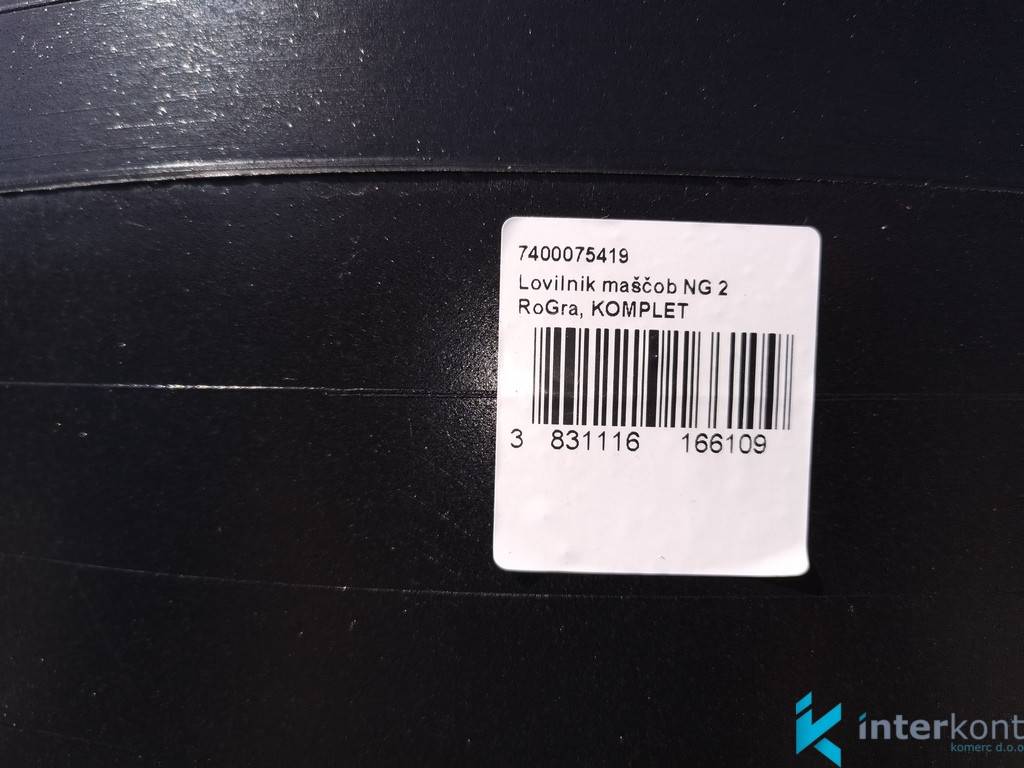 7400075419
Lovilnik maščob NG 2
RoGra, KOMPLET
3 831116 166109
interkont
komerc d.o.o